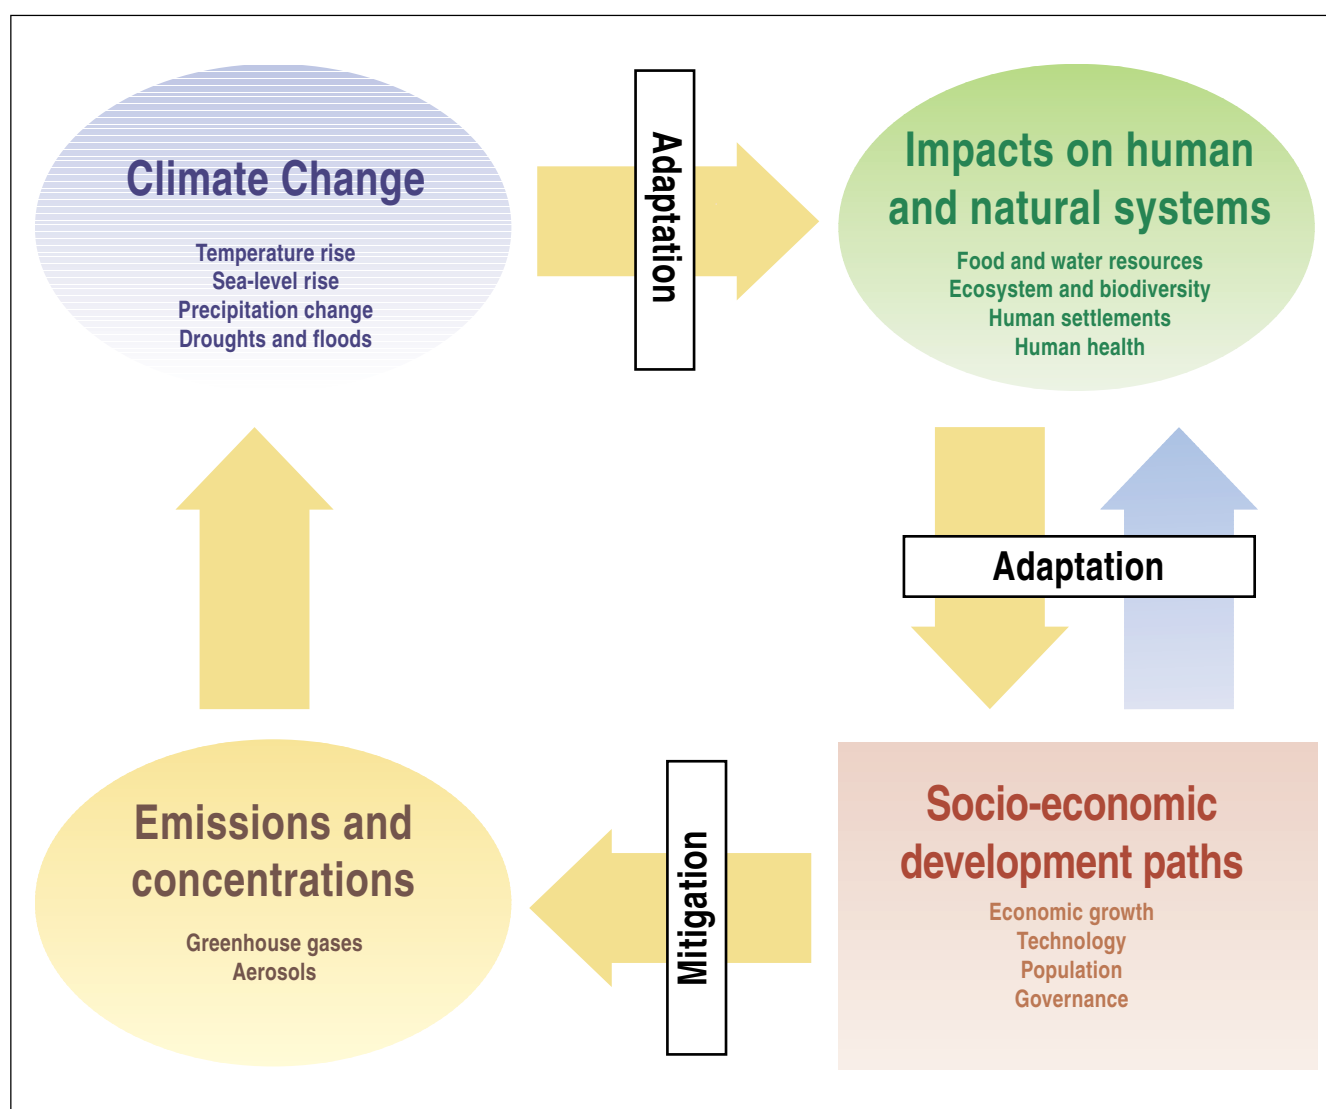 Climate Change
Temperature rise
Sea-level rise
Precipitation change
Droughts and floods
Adaptation
Impacts on human
and natural systems
Food and water resources
Ecosystem and biodiversity
Human settlements
Human health
Adaptation
Emissions and
concentrations
Greenhouse gases
Aerosols
Mitigation
Socio-economic
development paths
Economic growth
Technology
Population
Governance